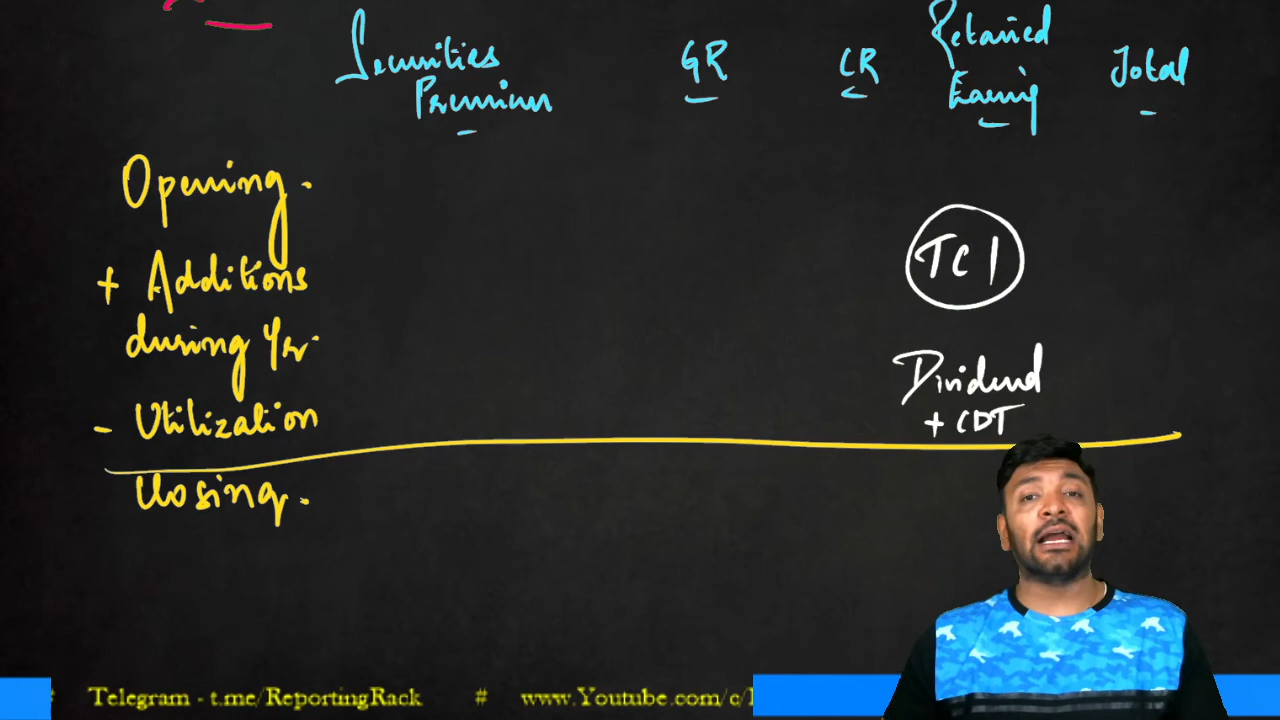 Securities
Premium
GR
CR
Retained
Earning
Total
Opening.
+ Additions
during Yr.
- Utilization
Closing.
TCI
Dividend
+ CDT
# Telegram - t.me/ReportingRack # www.Youtube.com/c/